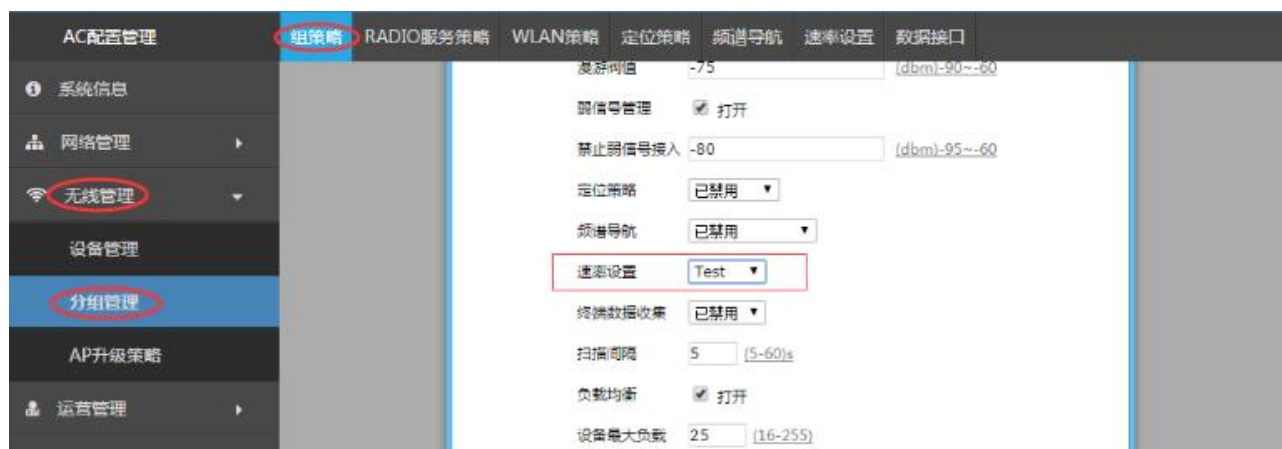 AC配置管理
组策略 RADIO服务策略 WLAN策略 定位策略 频谱导航 速率设置 数据接口
系统信息
网络管理
无线管理
设备管理
分组管理
AP升级策略
运营管理
漫游阀值 -75 (dbm)-90~-60
弱信号管理 打开
禁止弱信号接入 -80 (dbm)-95~-60
定位策略 已禁用
频谱导航 已禁用
速率设置 Test
终端数据收集 已禁用
扫描间隔 5 (5-60)s
负载均衡 打开
设备最大负载 25 (16-255)